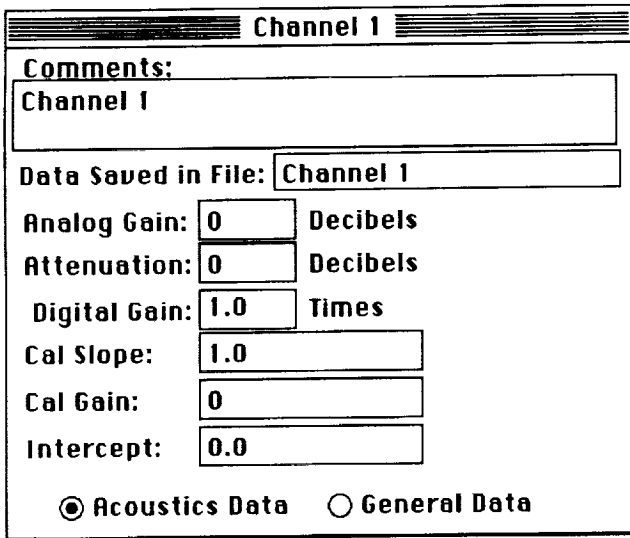 Channel 1
Comments:
Channel 1
Data Saved in File: Channel 1
Analog Gain: 0 Decibels
Attenuation: 0 Decibels
Digital Gain: 1.0 Times
Cal Slope: 1.0
Cal Gain: 0
Intercept: 0.0
Acoustics Data General Data